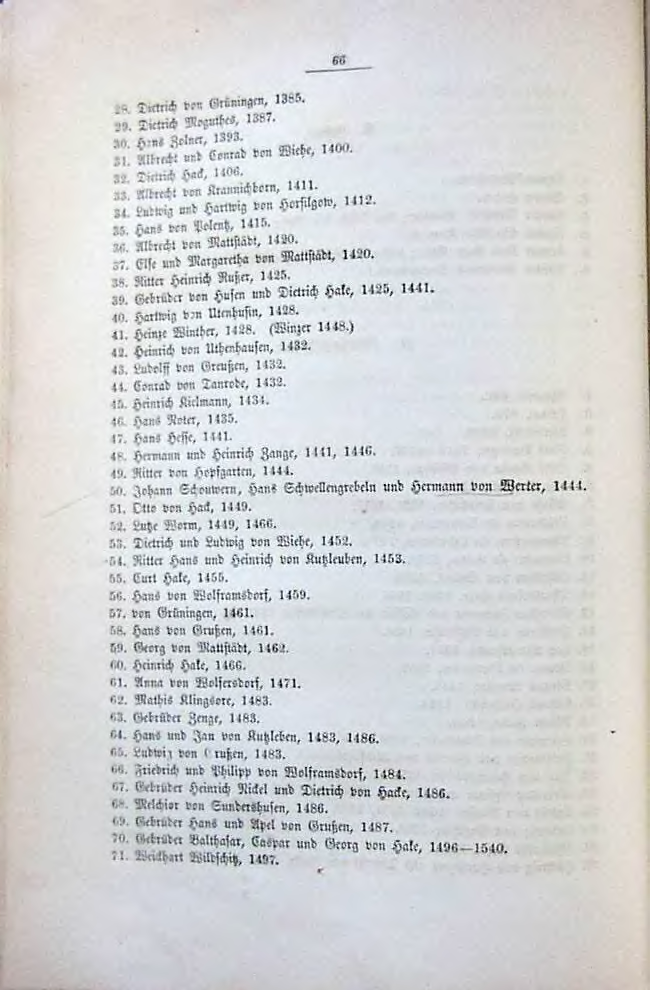 66
28. Dietrich von Grüningen, 1385.
29. Dietrich Moguthes, 1387.
30. Hans Zolner, 1393.
31. Albrecht und Conrad von Wiehe, 1400.
32. Dietrich Hack, 1406.
33. Albrecht von Krannichborn, 1411.
34. Ludwig und Hartwig von Horsilgow, 1412.
35. Hans von Polentz, 1415.
36. Albrecht von Mattstädt, 1420.
37. Else und Margaretha von Mattstädt, 1420.
38. Ritter Heinrich Rußer, 1425.
39. Gebrüder von Husen und Dietrich Hake, 1425, 1441.
40. Hartwig von Utenhusin, 1428.
41. Heinze Winther, 1428. (Winzer 1448.)
42. Heinrich von Uthenhausen, 1432.
43. Ludolff von Greußen, 1432.
44. Conrad von Tanrode, 1432.
45. Heinrich Kielmann, 1434.
46. Hans Roter, 1435.
47. Hans Hesse, 1441.
48. Hermann und Heinrich Zange, 1441, 1446.
49. Ritter von Hopfgarten, 1444.
50. Johann Schouwern, Hans Schwellengrebeln und Hermann von Werter, 1444.
51. Otto von Hack, 1449.
52. Lutze Worm, 1449, 1466.
53. Dietrich und Ludwig von Wiehe, 1452.
54. Ritter Hans und Heinrich von Kutzleuben, 1453.
55. Curt Hake, 1455.
56. Hans von Wolframsdorf, 1459.
57. von Grüningen, 1461.
58. Hans von Grußen, 1461.
59. Georg von Mattstädt, 1462.
60. Heinrich Hake, 1466.
61. Anna von Wolfersdorf, 1471.
62. Mathis Klingsore, 1483.
63. Gebrüder Zenge, 1483.
64. Hans und Jan von Kutzleben, 1483, 1486.
65. Ludwig von Grußen, 1483.
66. Friedrich und Philipp von Wolframsdorf, 1484.
67. Gebrüder Heinrich Nickel und Dietrich von Hacke, 1486.
68. Melchior von Sundershusen, 1486.
69. Gebrüder Hans und Apel von Grußen, 1487.
70. Gebrüder Balthasar, Caspar und Georg von Hake, 1496—1540.
71. Weickhart Wildschitz, 1497.